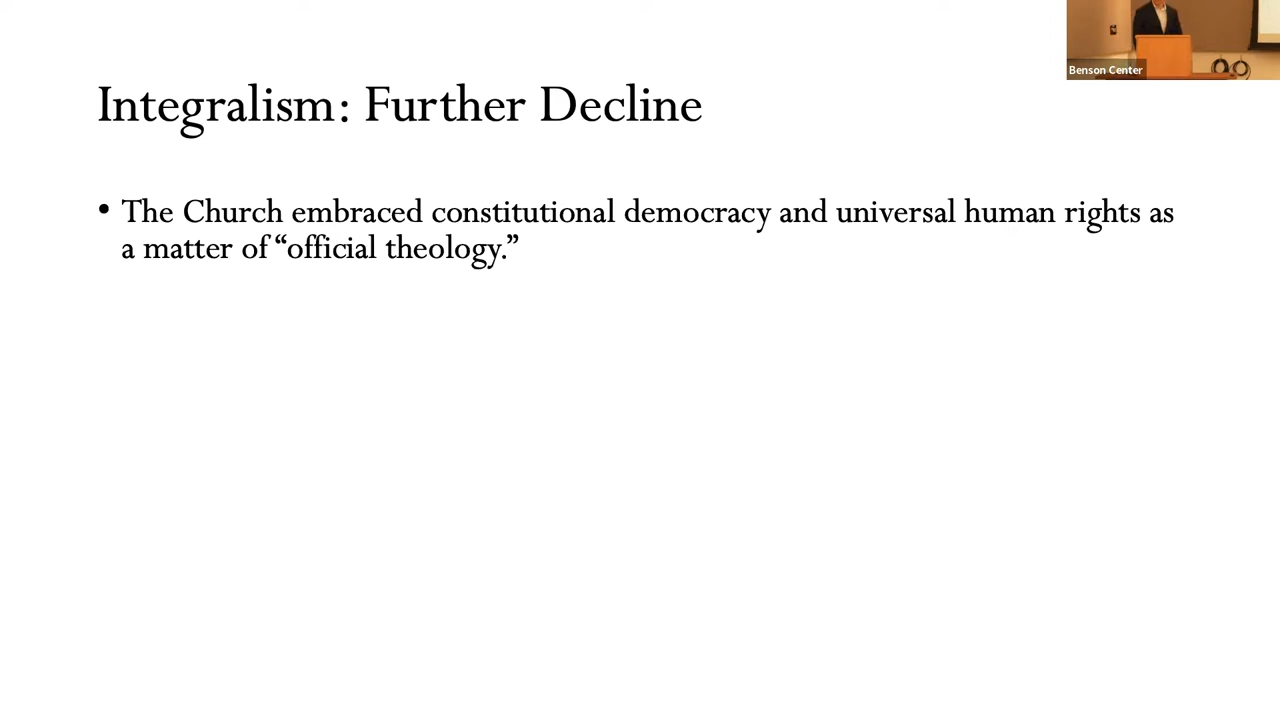 Benson Center
Integralism: Further Decline
• The Church embraced constitutional democracy and universal human rights as
a matter of “official theology.”